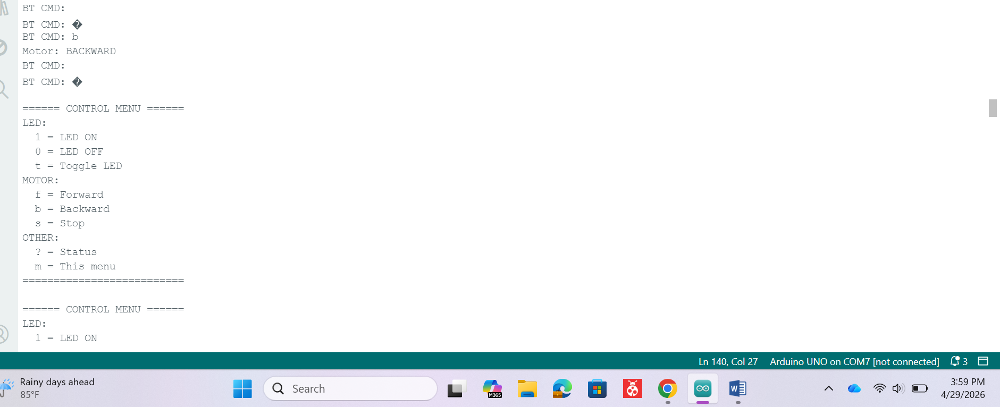 BT CMD:
BT CMD: �
BT CMD: b
Motor: BACKWARD
BT CMD:
BT CMD: �
====== CONTROL MENU ======
LED:
1 = LED ON
0 = LED OFF
t = Toggle LED
MOTOR:
f = Forward
b = Backward
s = Stop
OTHER:
? = Status
m = This menu
==========================
====== CONTROL MENU ======
LED:
1 = LED ON
Ln 140, Col 27 Arduino UNO on COM7 [not connected] 3
Rainy days ahead
85°F
Search
M365
W
3:59 PM
4/29/2026